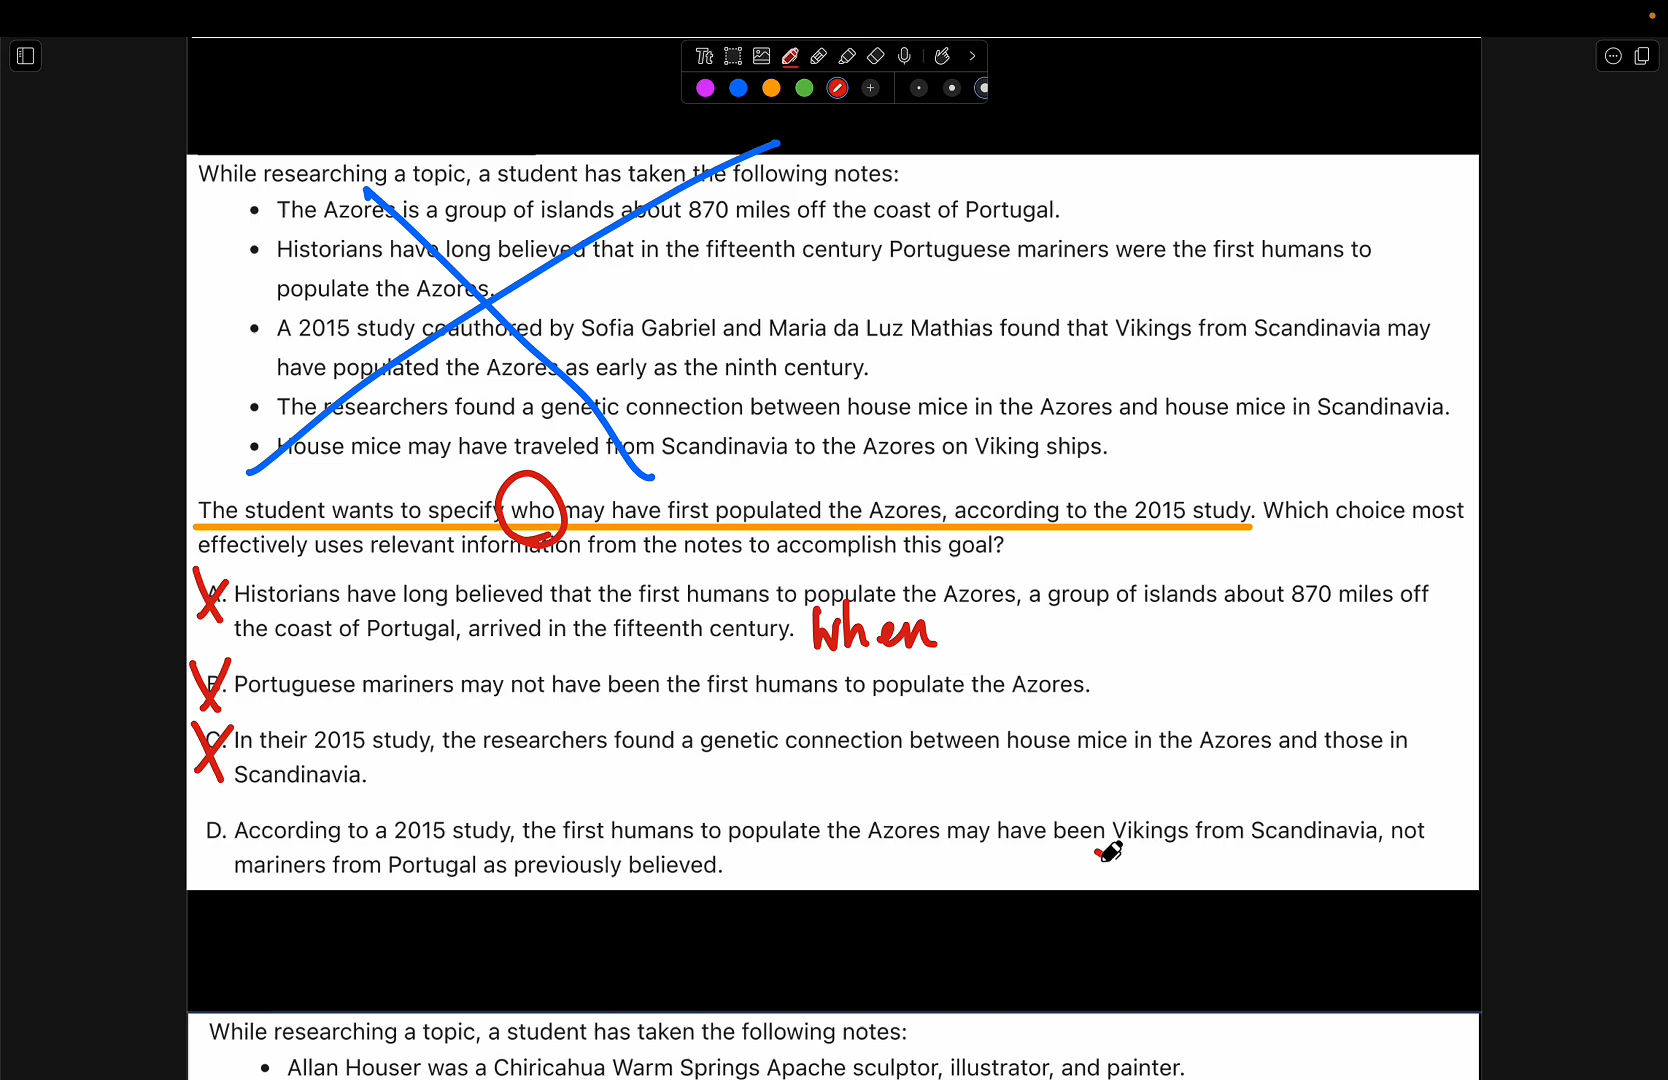 Tt
While researching a topic, a student has taken the following notes:
• The Azores is a group of islands about 870 miles off the coast of Portugal.
• Historians have long believed that in the fifteenth century Portuguese mariners were the first humans to
populate the Azores.
• A 2015 study coauthored by Sofia Gabriel and Maria da Luz Mathias found that Vikings from Scandinavia may
have populated the Azores as early as the ninth century.
• The researchers found a genetic connection between house mice in the Azores and house mice in Scandinavia.
• House mice may have traveled from Scandinavia to the Azores on Viking ships.
The student wants to specify who may have first populated the Azores, according to the 2015 study. Which choice most
effectively uses relevant information from the notes to accomplish this goal?
A. Historians have long believed that the first humans to populate the Azores, a group of islands about 870 miles off
the coast of Portugal, arrived in the fifteenth century. When
B. Portuguese mariners may not have been the first humans to populate the Azores.
C. In their 2015 study, the researchers found a genetic connection between house mice in the Azores and those in
Scandinavia.
D. According to a 2015 study, the first humans to populate the Azores may have been Vikings from Scandinavia, not
mariners from Portugal as previously believed.
While researching a topic, a student has taken the following notes:
• Allan Houser was a Chiricahua Warm Springs Apache sculptor, illustrator, and painter.